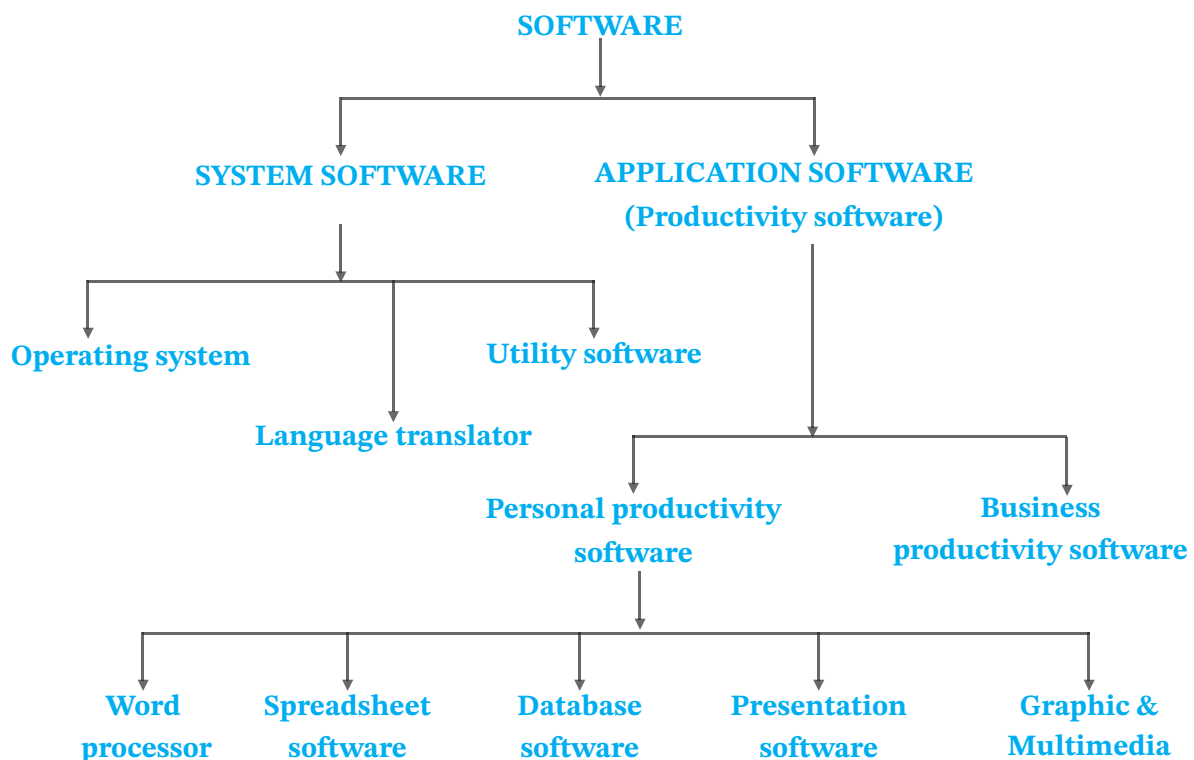 SOFTWARE
SYSTEM SOFTWARE
APPLICATION SOFTWARE
(Productivity software)
Operating system
Utility software
Language translator
Personal productivity
software
Business
productivity software
Word
processor
Spreadsheet
software
Database
software
Presentation
software
Graphic &
Multimedia